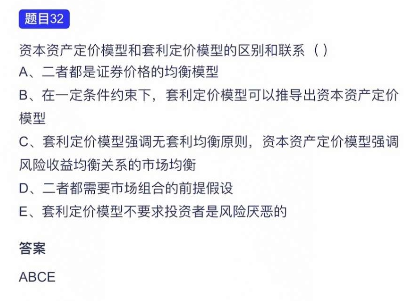 题目32
资本资产定价模型和套利定价模型的区别和联系（ ）
A、二者都是证券价格的均衡模型
B、在一定条件约束下，套利定价模型可以推导出资本资产定价
模型
C、套利定价模型强调无套利均衡原则，资本资产定价模型强调
风险收益均衡关系的市场均衡
D、二者都需要市场组合的前提假设
E、套利定价模型不要求投资者是风险厌恶的
答案
ABCE